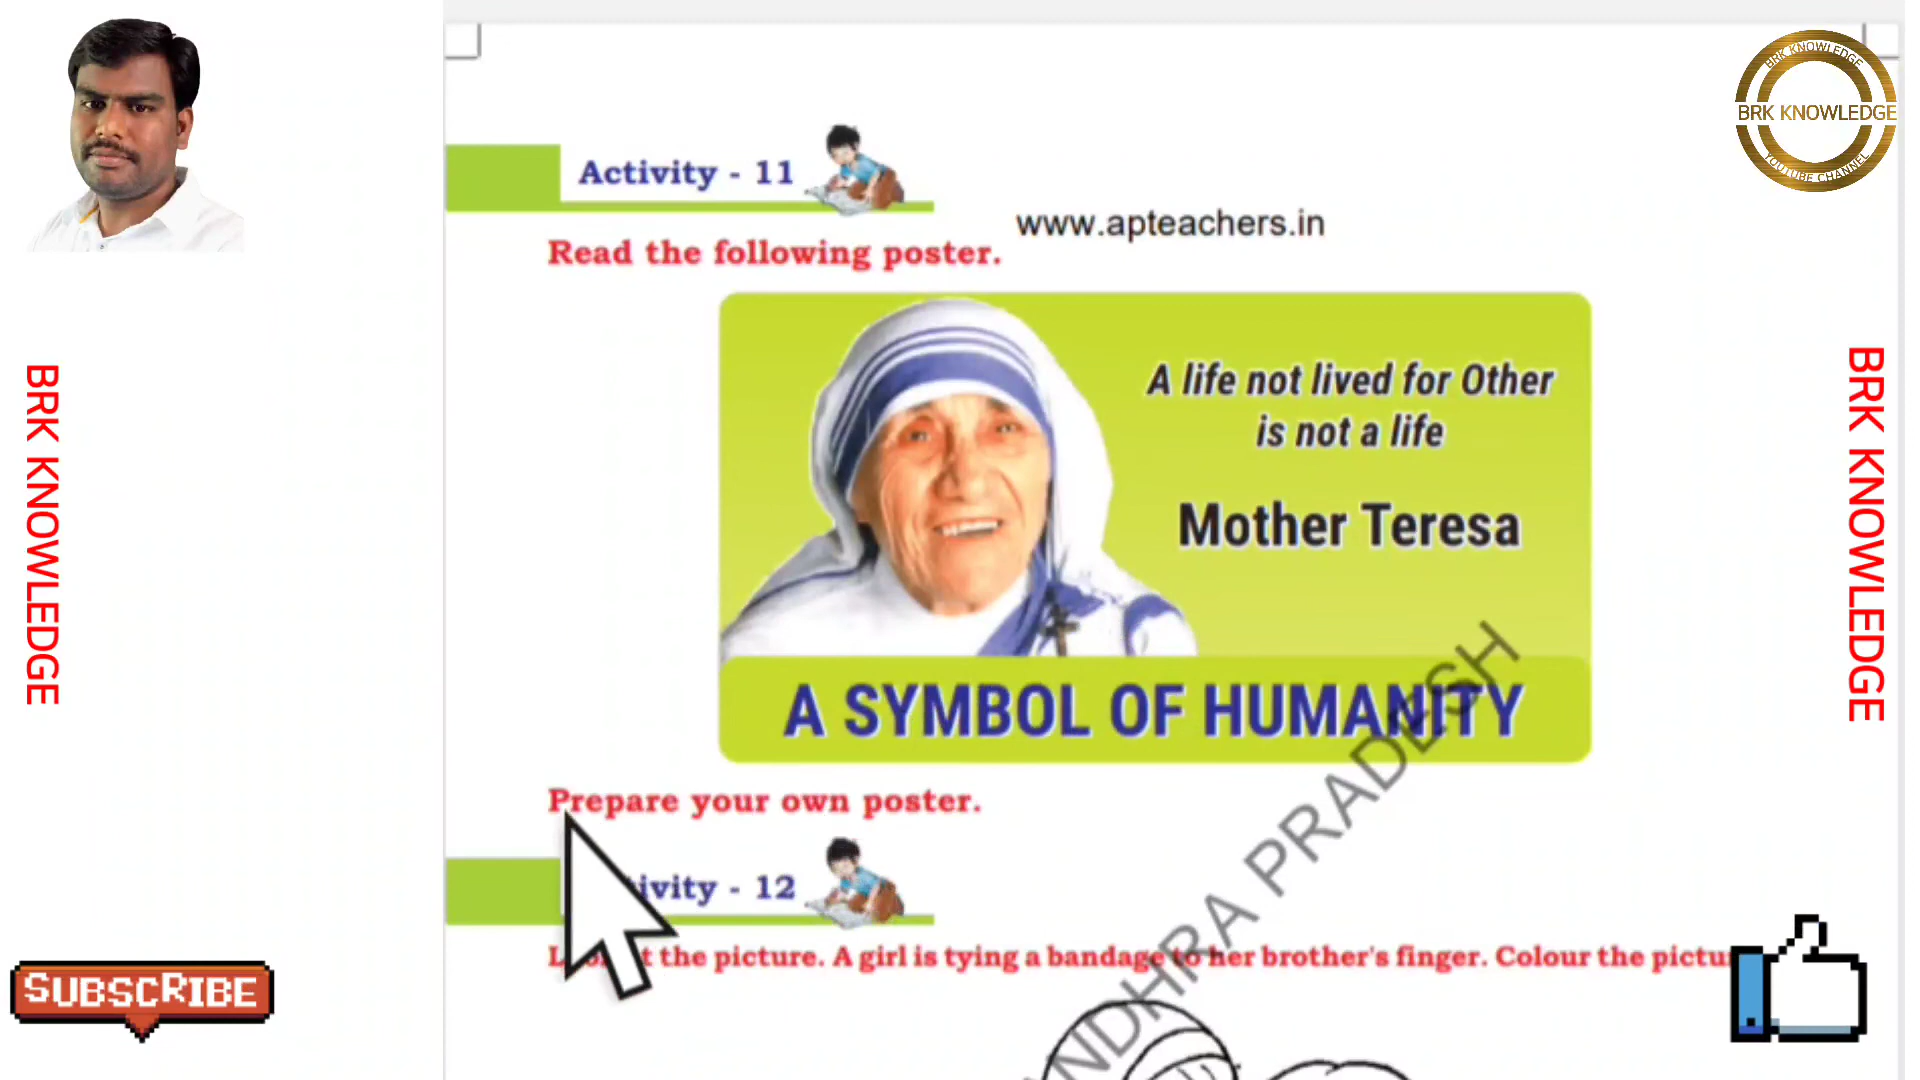 BRK KNOWLEDGE
YOUTUBE CHANNEL
BRK KNOWLEDGE
Activity - 11
www.apteachers.in
Read the following poster.
A life not lived for Other
is not a life
Mother Teresa
A SYMBOL OF HUMANITY
Prepare your own poster.
- 12
the picture. A girl is tying a bandage to her brother's finger. Colour the
ANDHRA PRADESH
BRK KNOWLEDGE
BRK KNOWLEDGE
SUBSCRIBE